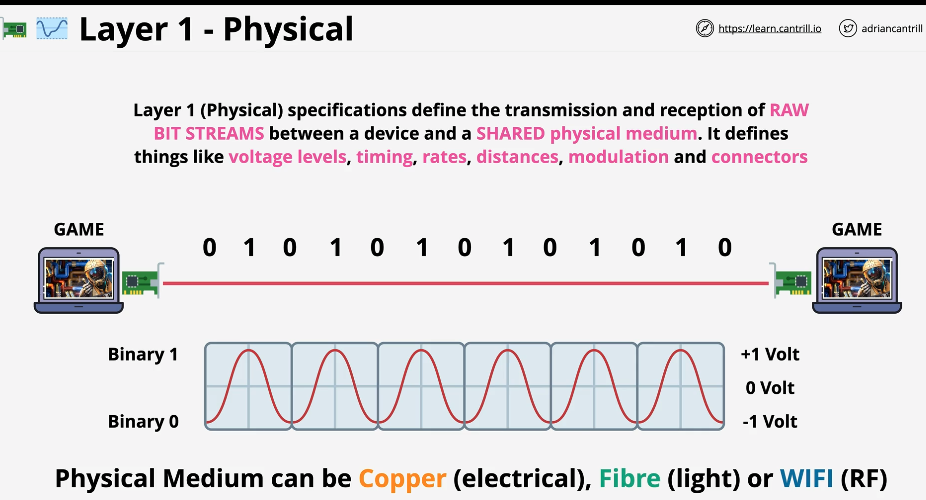 Layer 1 - Physical
https://learn.cantrill.io
adriancantrill
Layer 1 (Physical) specifications define the transmission and reception of RAW
BIT STREAMS between a device and a SHARED physical medium. It defines
things like voltage levels, timing, rates, distances, modulation and connectors
GAME
GAME
0 1 0 1 0 1 0 1 0 1 0 1 0
Binary 1
+1 Volt
0 Volt
Binary 0
-1 Volt
Physical Medium can be Copper (electrical), Fibre (light) or WIFI (RF)